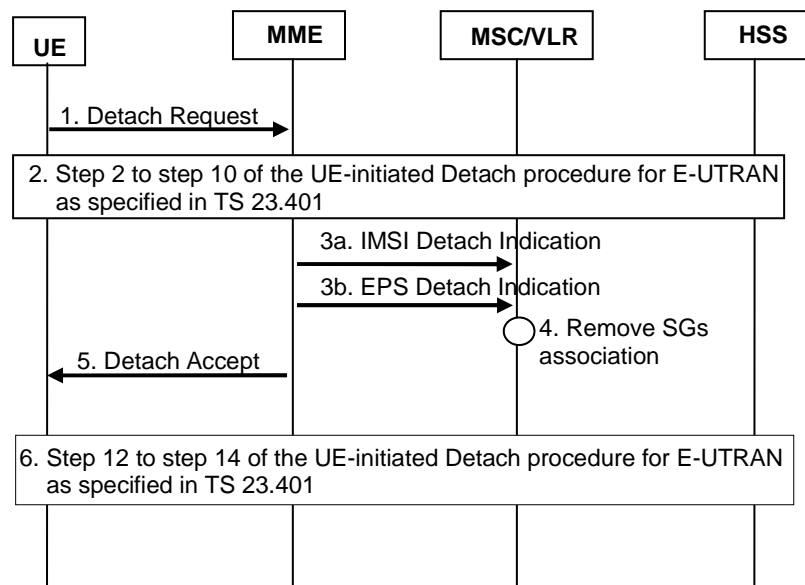 UE
MME
MSC/VLR
HSS
1. Detach Request
2. Step 2 to step 10 of the UE-initiated Detach procedure for E-UTRAN
as specified in TS 23.401
3a. IMSI Detach Indication
3b. EPS Detach Indication
4. Remove SGs
association
5. Detach Accept
6. Step 12 to step 14 of the UE-initiated Detach procedure for E-UTRAN
as specified in TS 23.401